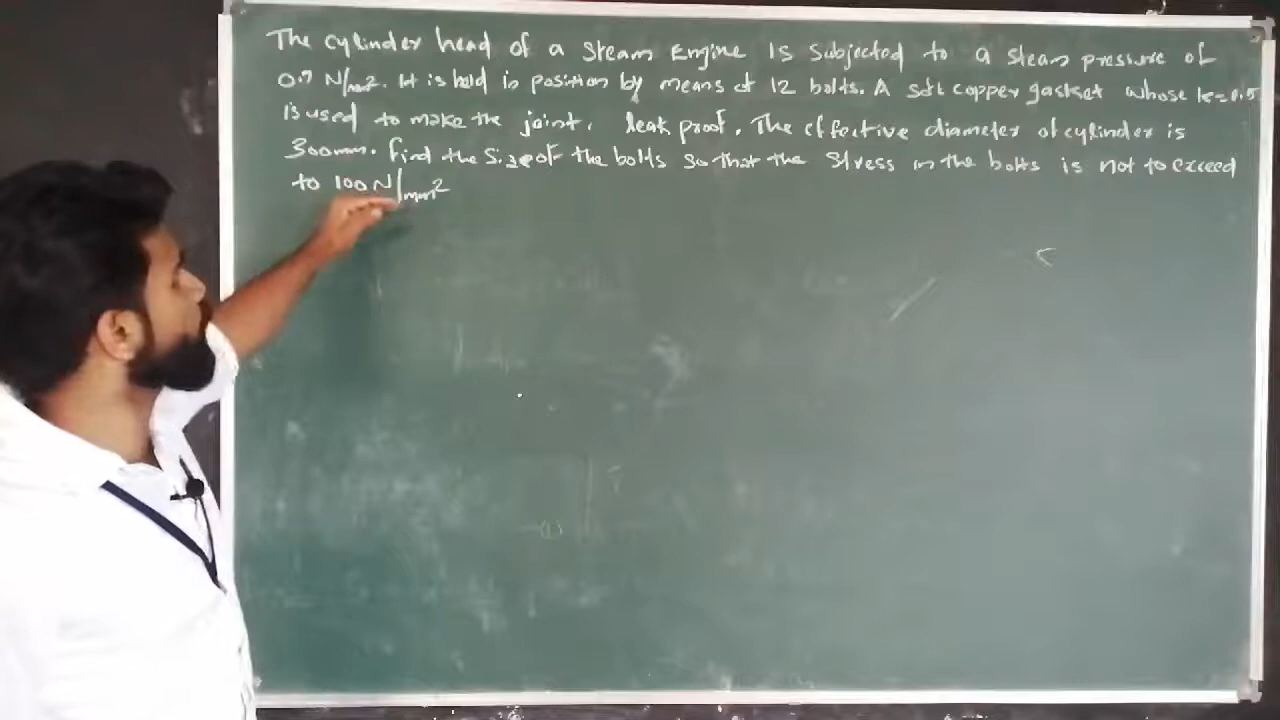 The cylinder head of a steam Engine is subjected to a steam pressure of
0.7 N/mm². It is held in position by means of 12 bolts. A soft copper gasket whose k=0.5
is used to make the joint. leak proof. The effective diameter of cylinder is
300mm. find the size of the bolts so that the stress in the bolts is not to exceed
to 100 N/mm²